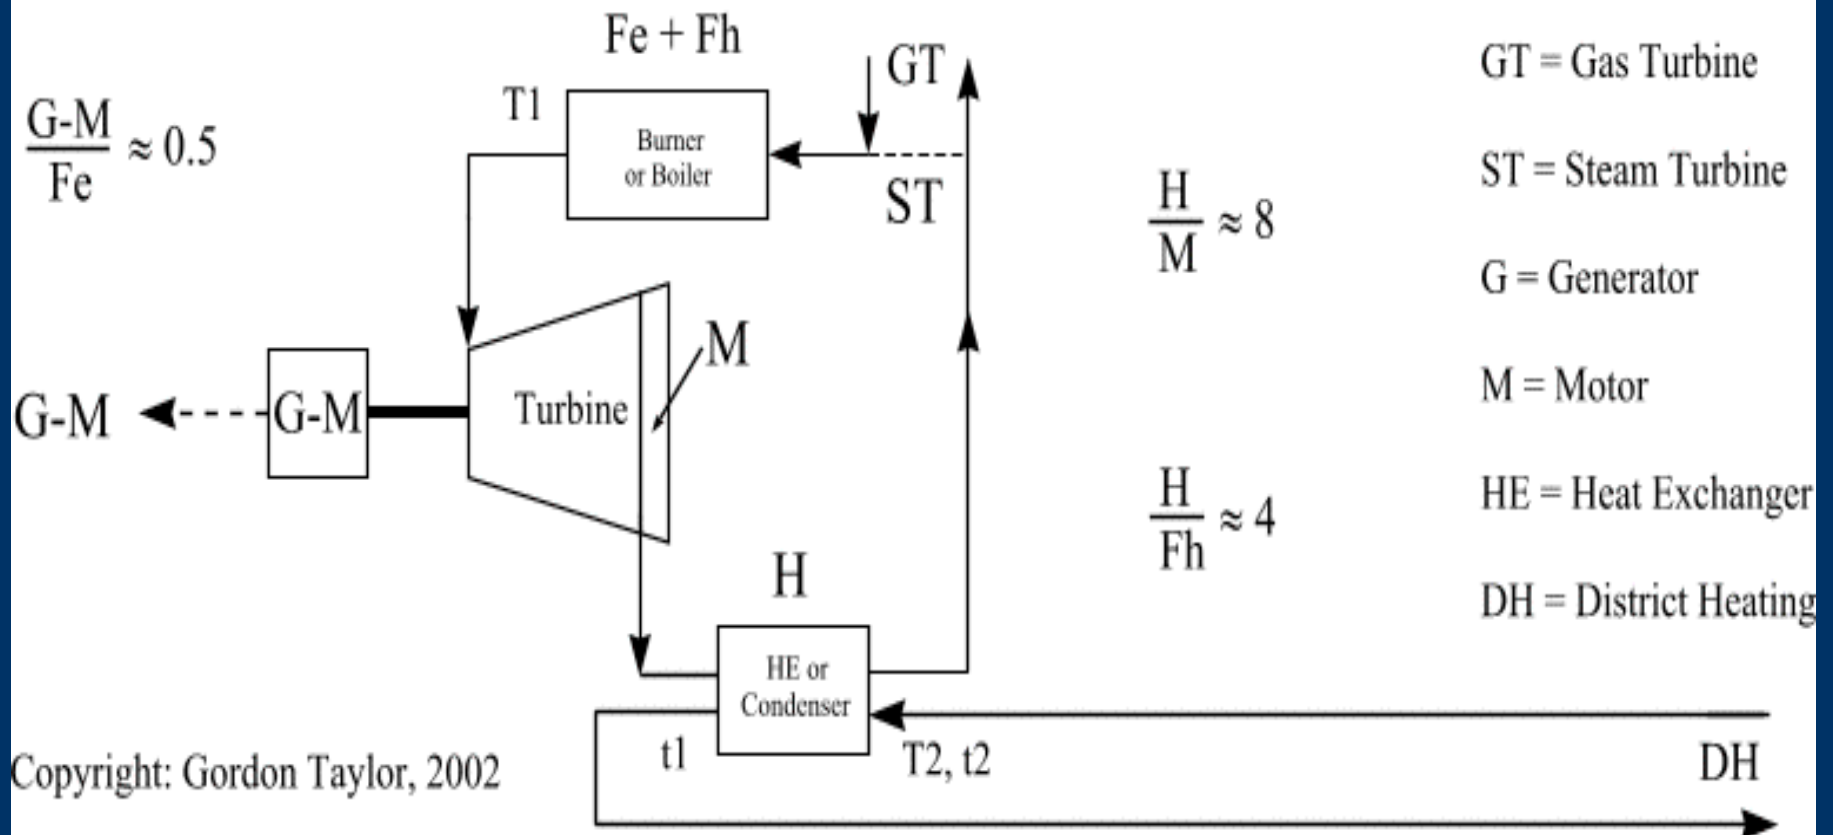 Fe + Fh
GT
T1
Burner
or Boiler
ST
G-M
Fe
≈ 0.5
H
M
≈ 8
M
Turbine
G-M
G-M
H
Fh
≈ 4
H
HE or
Condenser
t1
T2, t2
DH
Copyright: Gordon Taylor, 2002
GT = Gas Turbine
ST = Steam Turbine
G = Generator
M = Motor
HE = Heat Exchanger
DH = District Heating